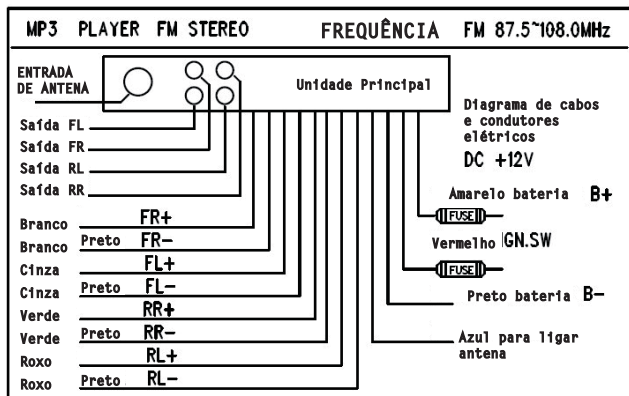 MP3 PLAYER FM STEREO FREQUÊNCIA FM 87.5~108.0MHz
ENTRADA
DE ANTENA
Unidade Principal
Saída FL
Saída FR
Saída RL
Saída RR
Diagrama de cabos
e condutores
elétricos
DC +12V
Amarelo bateria B+
FUSE
Vermelho IGN.SW
FUSE
Preto bateria B-
Azul para ligar
antena
Branco FR+
Branco Preto FR-
Cinza FL+
Cinza Preto FL-
Verde RR+
Verde Preto RR-
Roxo RL+
Roxo Preto RL-